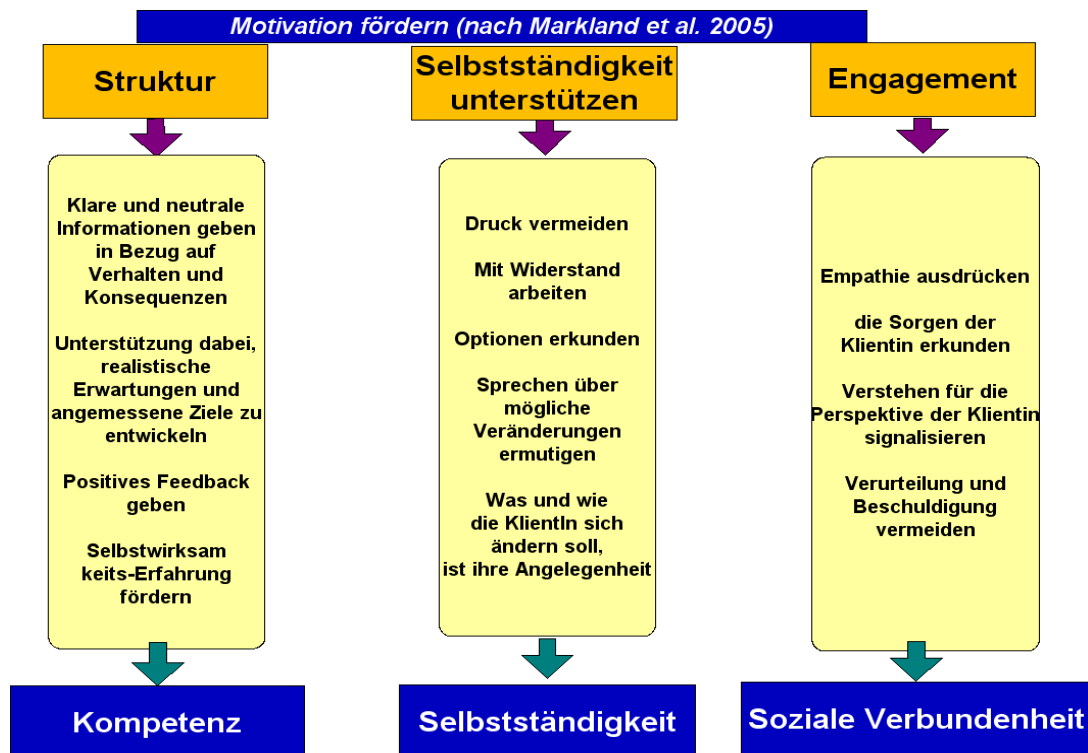 Motivation fördern (nach Markland et al. 2005)
Struktur
Klare und neutrale
Informationen geben
in Bezug auf
Verhalten und
Konsequenzen
Unterstützung dabei,
realistische
Erwartungen und
angemessene Ziele zu
entwickeln
Positives Feedback
geben
Selbstwirksam
keits-Erfahrung
fördern
Kompetenz
Selbstständigkeit
unterstützen
Druck vermeiden
Mit Widerstand
arbeiten
Optionen erkunden
Sprechen über
mögliche
Veränderungen
ermutigen
Was und wie
die KlientIn sich
ändern soll,
ist ihre Angelegenheit
Selbstständigkeit
Engagement
Empathie ausdrücken
die Sorgen der
Klientin erkunden
Verstehen für die
Perspektive der Klientin
signalisieren
Verurteilung und
Beschuldigung
vermeiden
Soziale Verbundenheit